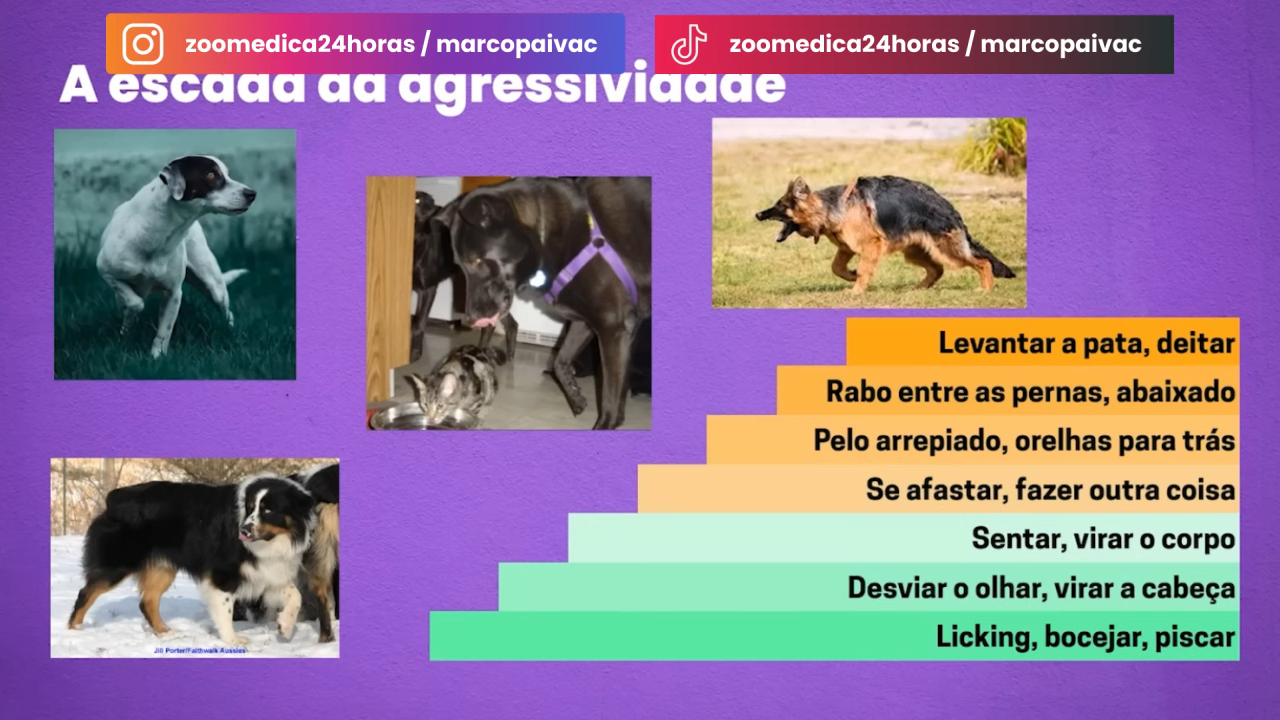 zoomedica24horas / marcopaivac
zoomedica24horas / marcopaivac
A escada da agressividade
Levantar a pata, deitar
Rabo entre as pernas, abaixado
Pelo arrepiado, orelhas para trás
Se afastar, fazer outra coisa
Sentar, virar o corpo
Desviar o olhar, virar a cabeça
Licking, bocejar, piscar
Jill Porter/Faithwalk Aussies